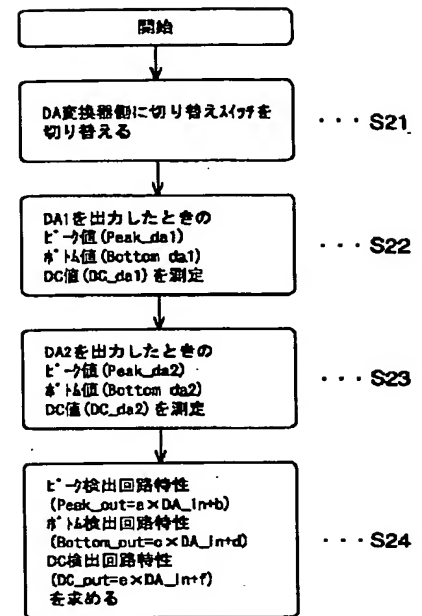 開始
DA変換器側に切り替えｽｲｯﾁを
切り替える
･･･ S21
DA1を出力したときの
ﾋﾟｰｸ値(Peak_da1)
ﾎﾞﾄﾑ値(Bottom da1)
DC値(DC_da1)を測定
･･･ S22
DA2を出力したときの
ﾋﾟｰｸ値(Peak_da2)
ﾎﾞﾄﾑ値(Bottom da2)
DC値(DC_da2)を測定
･･･ S23
ﾋﾟｰｸ検出回路特性
(Peak_out=a×DA_in+b)
ﾎﾞﾄﾑ検出回路特性
(Bottom_out=c×DA_in+d)
DC検出回路特性
(DC_out=e×DA_in+f)
を求める
･･･ S24